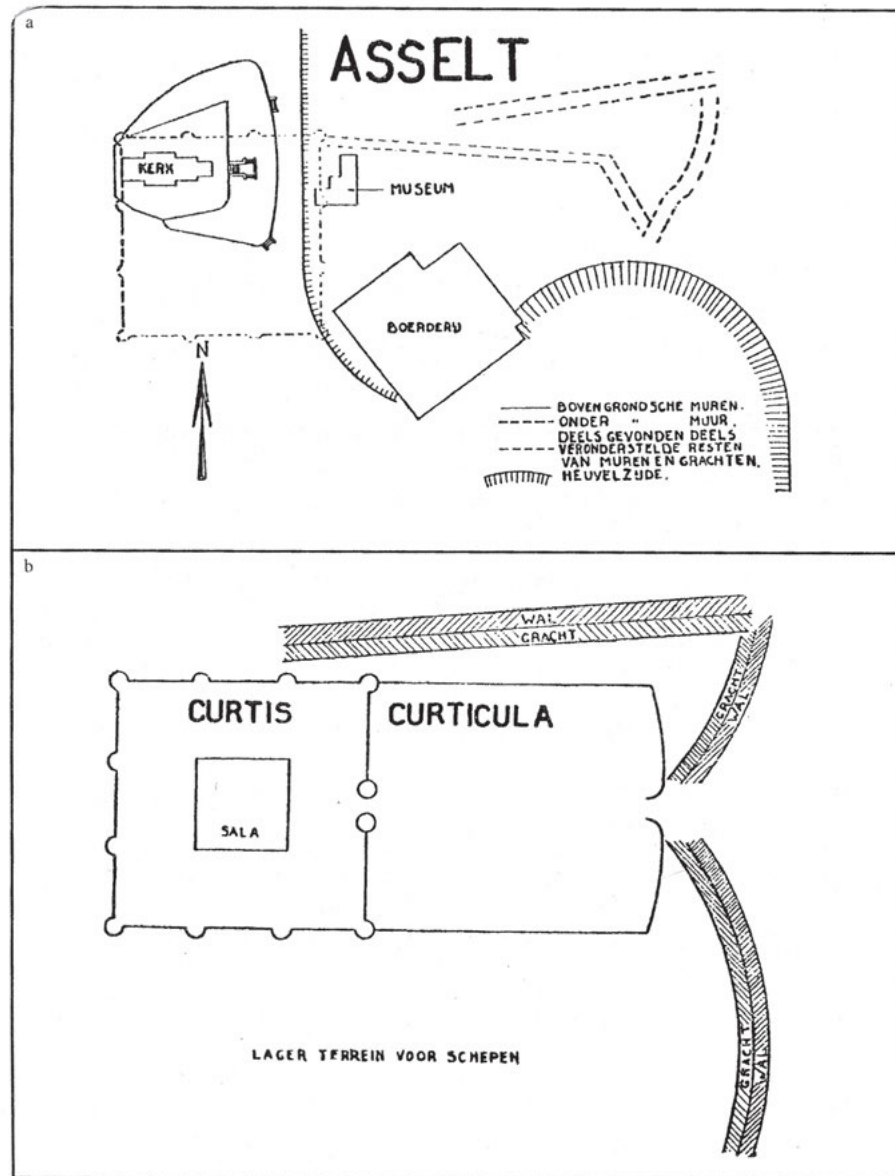 a
ASSELT
KERK
MUSEUM
BOERDERIJ
N
BOVENGRONDSCHE MUREN.
ONDER „ MUUR.
DEELS GEVONDEN DEELS
VERONDERSTELDE RESTEN
VAN MUREN EN GRACHTEN.
HEUVELZIJDE.
b
WAL
GRACHT
CURTIS
CURTICULA
GRACHT
WAL
SALA
LAGER TERREIN VOOR SCHEPEN
GRACHT
WAL